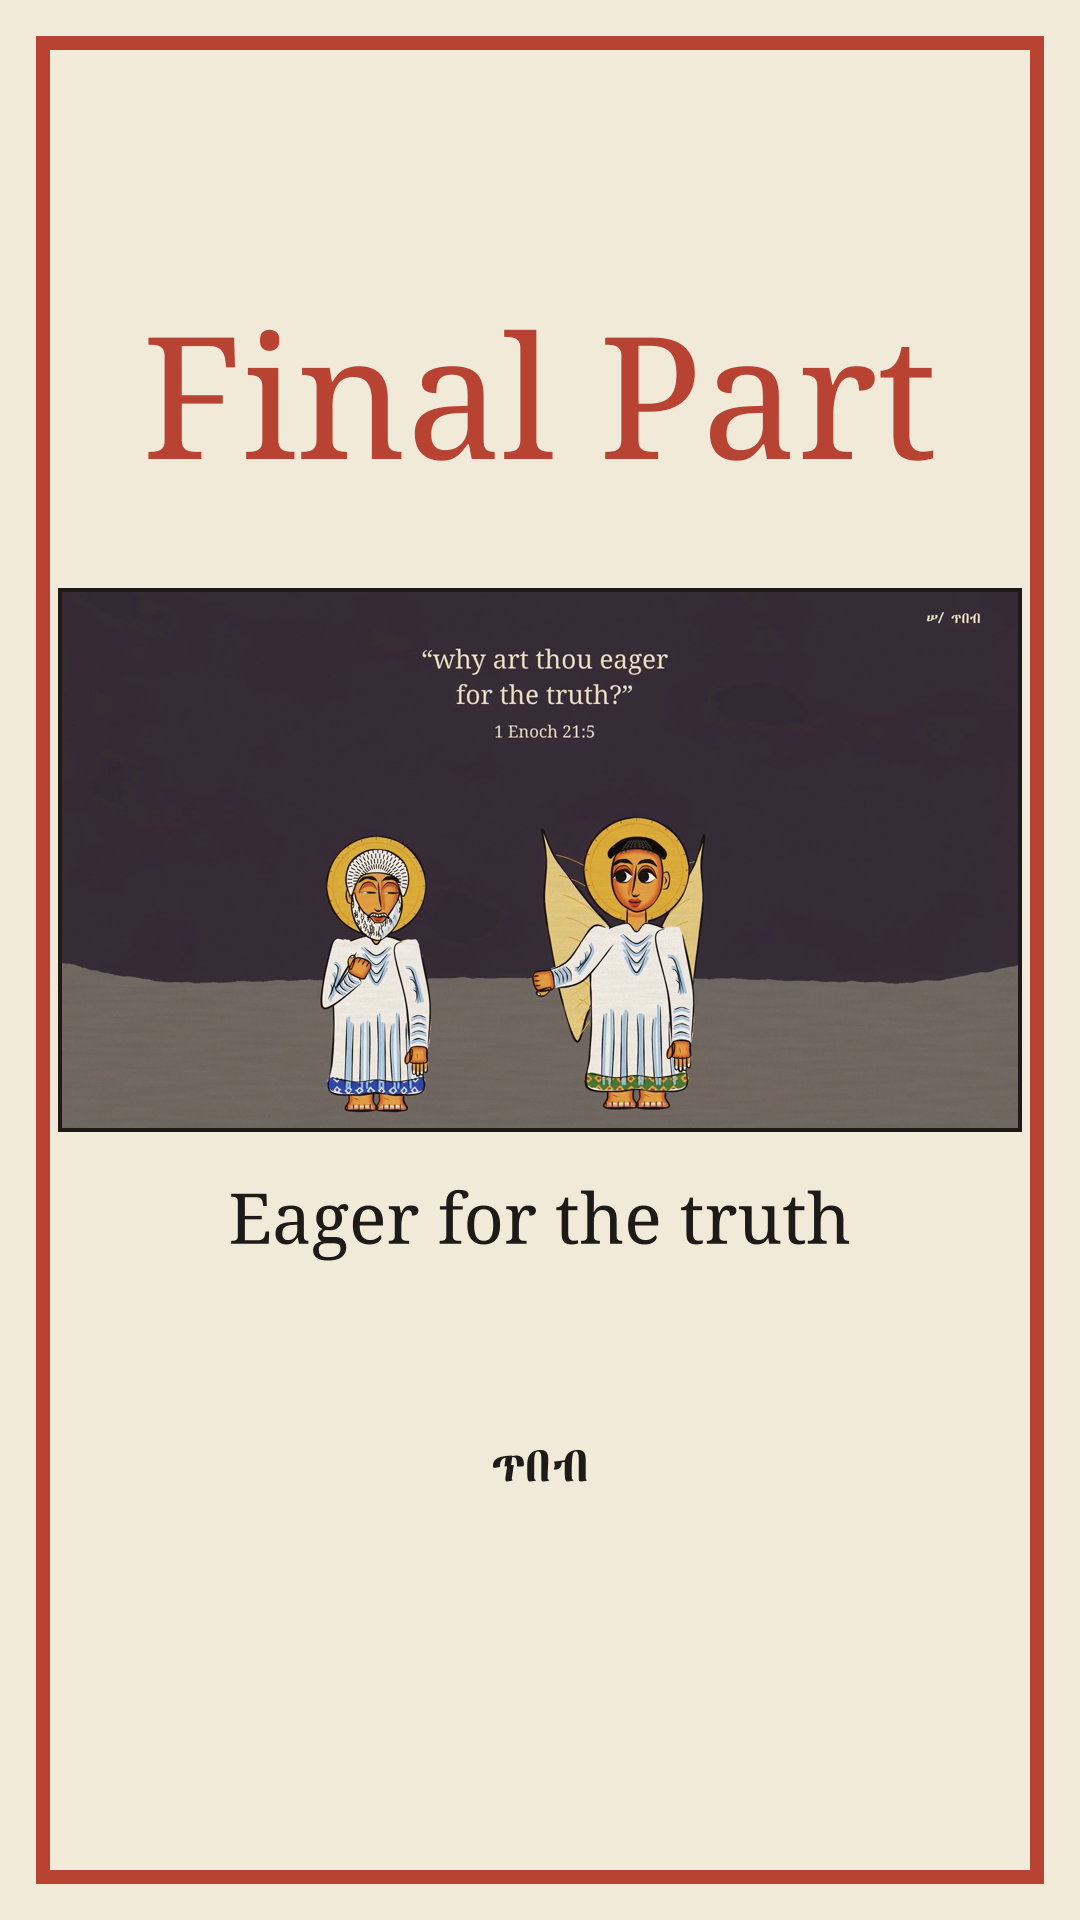 Final Part
ሠ/ ጥበብ
“why art thou eager
for the truth?”
1 Enoch 21:5
Eager for the truth
ጥበብ